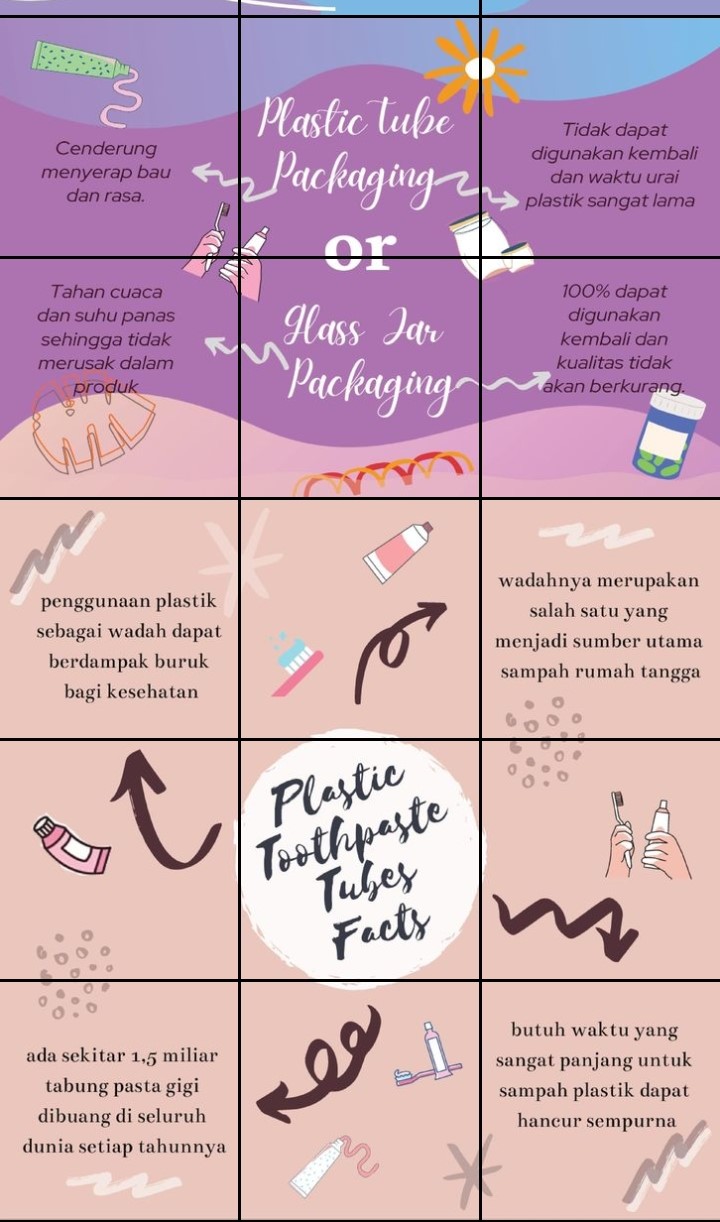 Plastic tube
Packaging
or
Glass Jar
Packaging
Cenderung
menyerap bau
dan rasa.
Tidak dapat
digunakan kembali
dan waktu urai
plastik sangat lama
Tahan cuaca
dan suhu panas
sehingga tidak
merusak dalam
produk
100% dapat
digunakan
kembali dan
kualitas tidak
akan berkurang.
penggunaan plastik
sebagai wadah dapat
berdampak buruk
bagi kesehatan
wadahnya merupakan
salah satu yang
menjadi sumber utama
sampah rumah tangga
Plastic
Toothpaste
Tubes
Facts
ada sekitar 1,5 miliar
tabung pasta gigi
dibuang di seluruh
dunia setiap tahunnya
butuh waktu yang
sangat panjang untuk
sampah plastik dapat
hancur sempurna